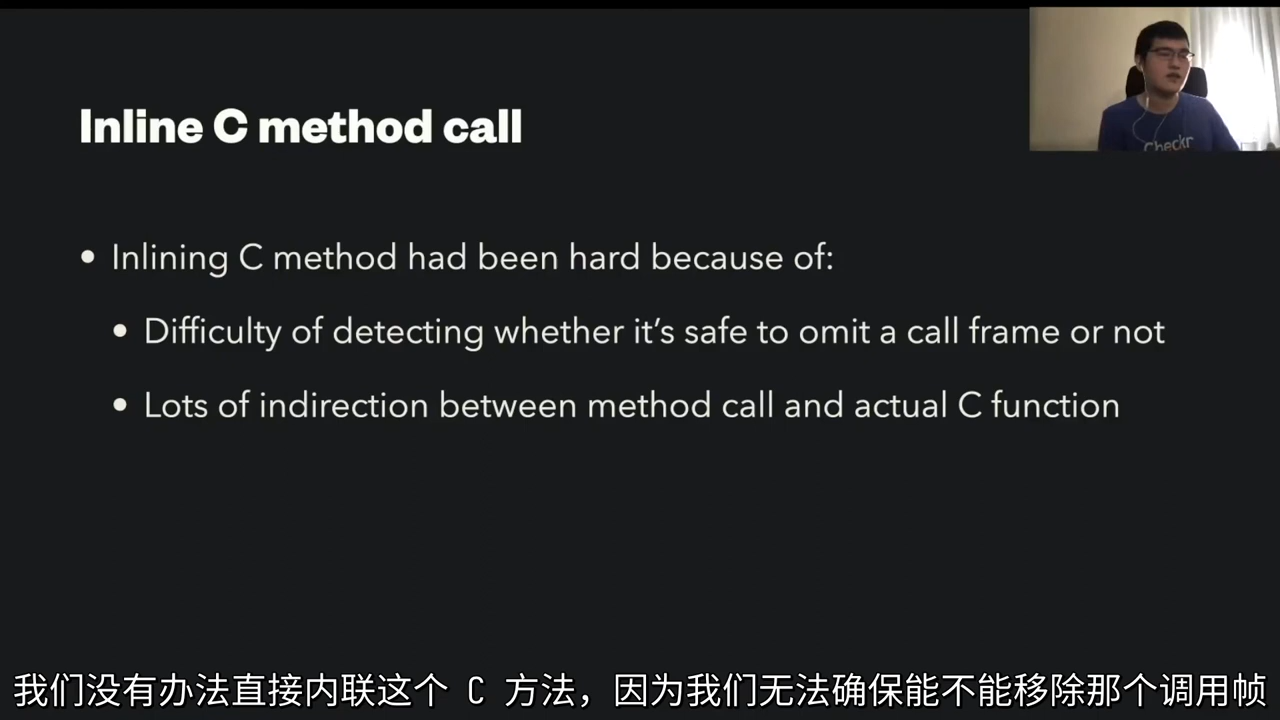 Inline C method call
Checkr
• Inlining C method had been hard because of:
• Difficulty of detecting whether it’s safe to omit a call frame or not
• Lots of indirection between method call and actual C function
我们没有办法直接内联这个 C 方法，因为我们无法确保能不能移除那个调用帧